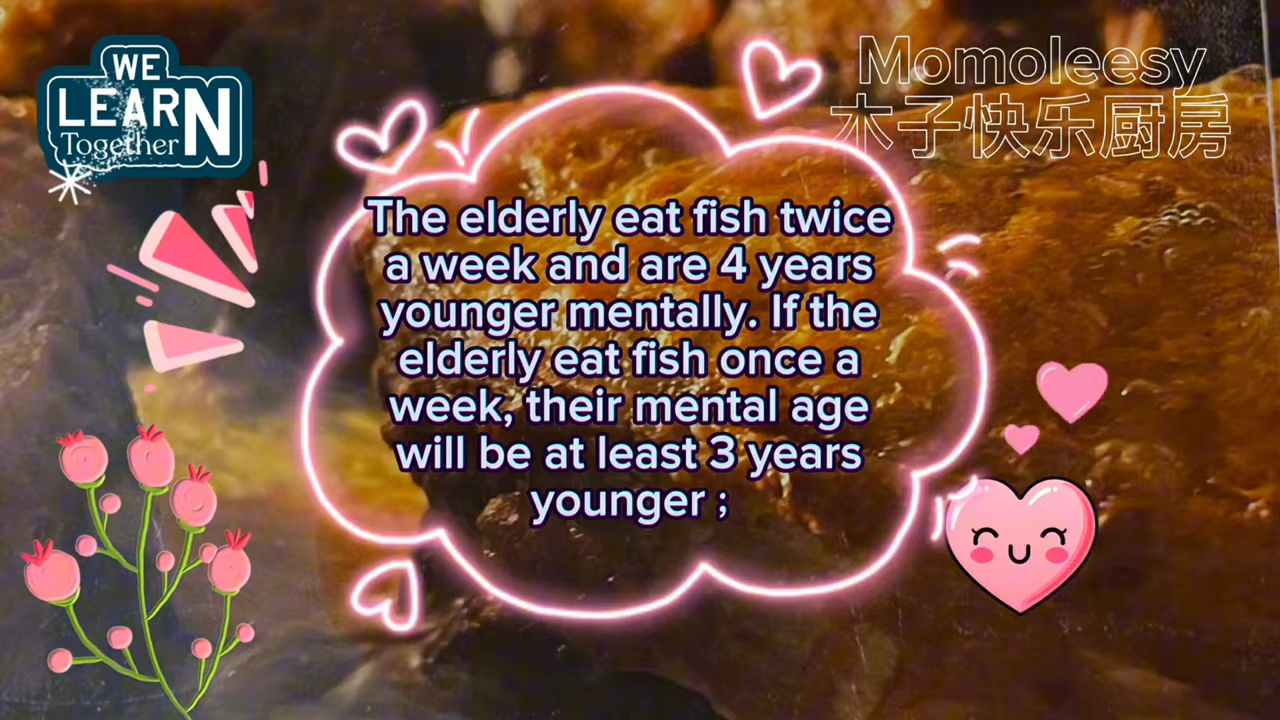 WE
LEARN
Together
Momoleesy
木子快乐厨房
The elderly eat fish twice
a week and are 4 years
younger mentally. If the
elderly eat fish once a
week, their mental age
will be at least 3 years
younger ;